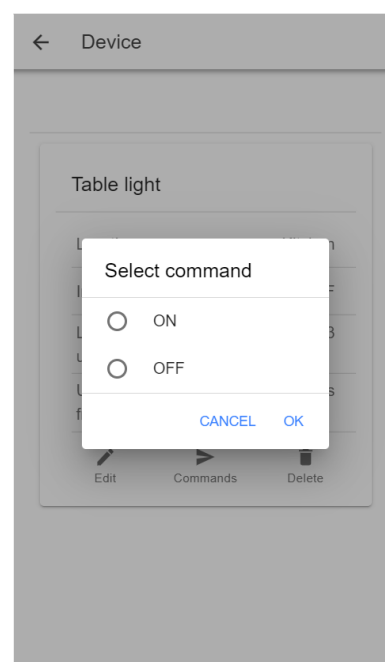 Device
Table light
Select command
ON
OFF
CANCEL OK
Edit Commands Delete